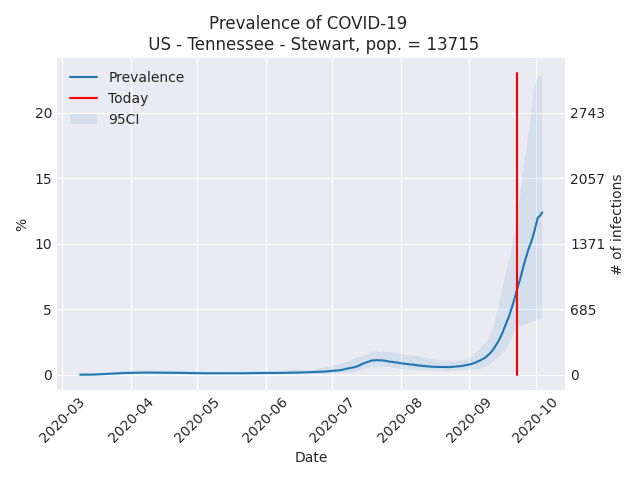 Prevalence of COVID-19
US - Tennessee - Stewart, pop. = 13715
Prevalence
Today
95CI
%
20
15
10
5
0
2743
2057
1371
685
0
# of infections
2020-03
2020-04
2020-05
2020-06
2020-07
2020-08
2020-09
2020-10
Date